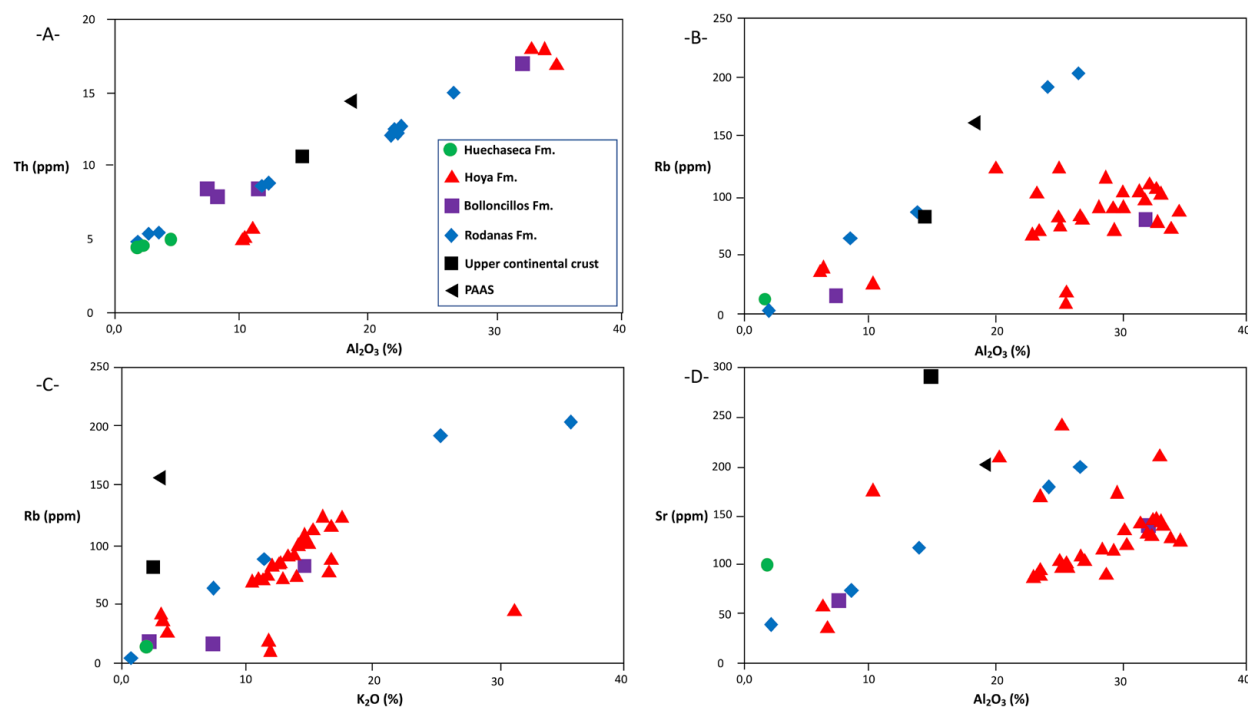 -A-
20
15
10
5
0
Th (ppm)
0,0
10
20
30
40
Al₂O₃ (%)
Huechaseca Fm.
Hoya Fm.
Bolloncillos Fm.
Rodanas Fm.
Upper continental crust
PAAS
-B-
250
200
150
100
50
0
Rb (ppm)
0,0
10
20
30
40
Al₂O₃ (%)
-C-
250
200
150
100
50
0
Rb (ppm)
0,0
10
20
30
40
K₂O (%)
-D-
300
250
200
150
100
50
0
Sr (ppm)
0,0
10
20
30
40
Al₂O₃ (%)